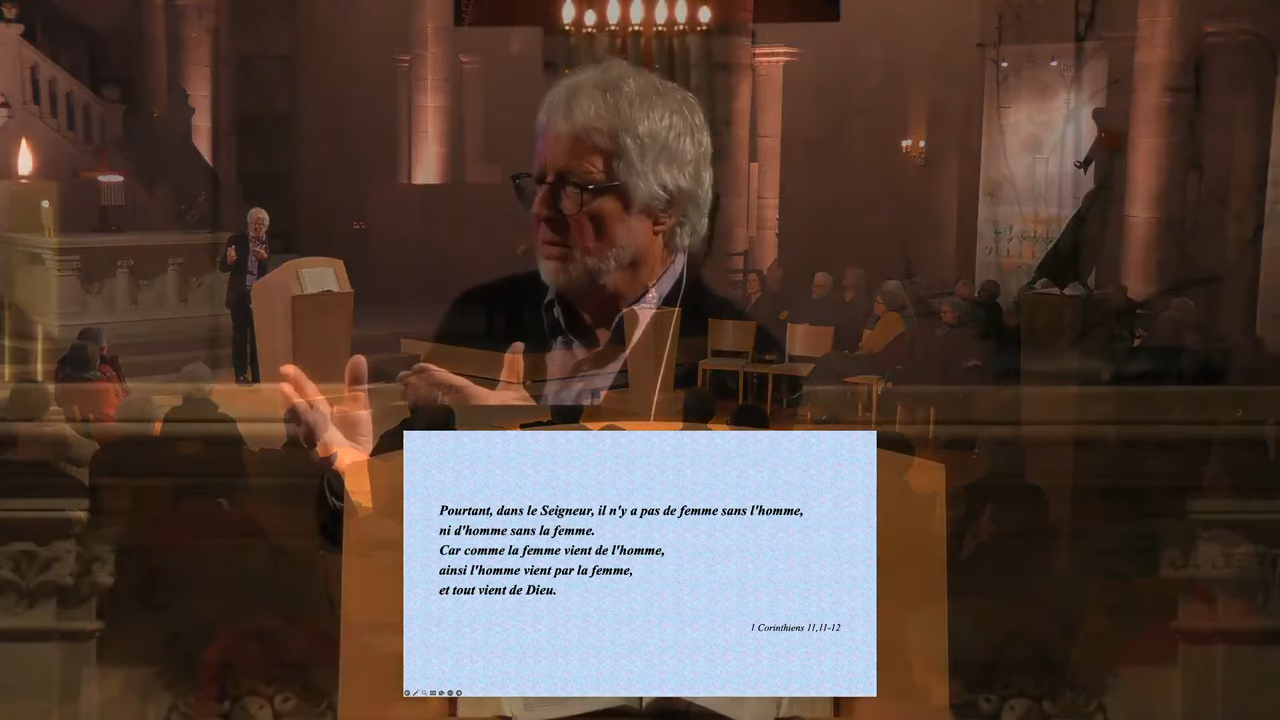 Pourtant, dans le Seigneur, il n'y a pas de femme sans l'homme,
ni d'homme sans la femme.
Car comme la femme vient de l'homme,
ainsi l'homme vient par la femme,
et tout vient de Dieu.
1 Corinthiens 11,11-12